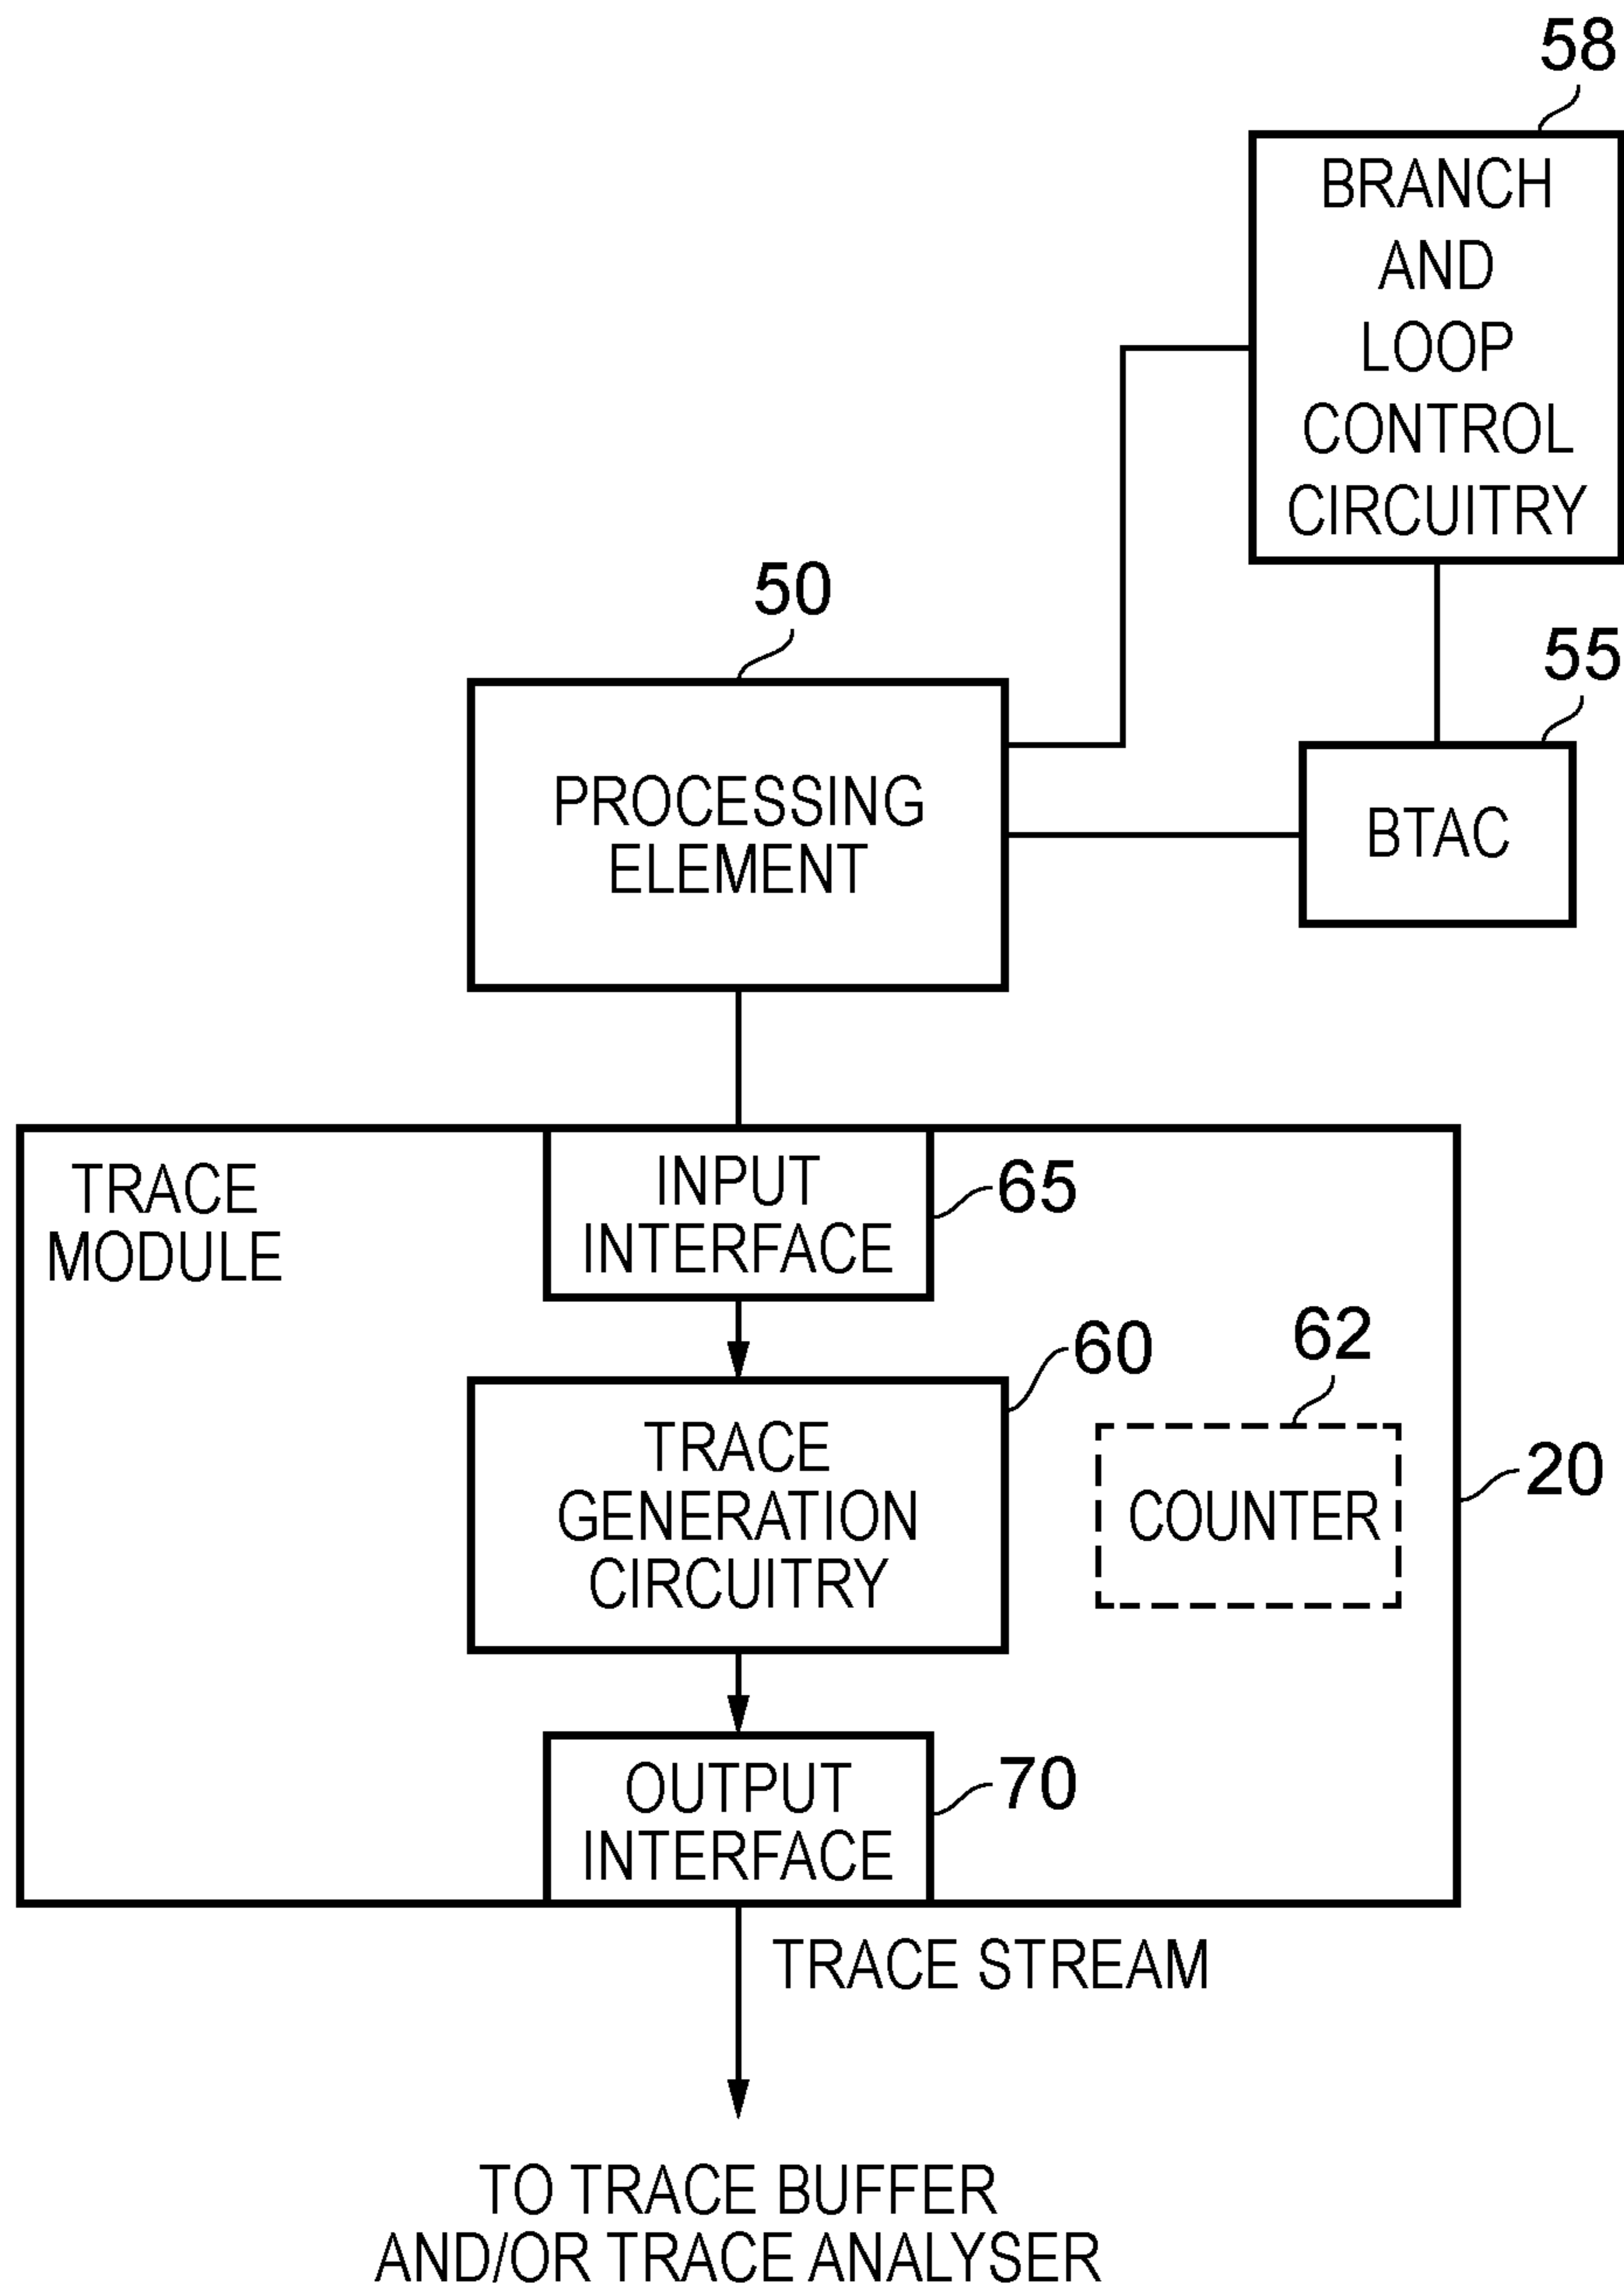 58
BRANCH
AND
LOOP
CONTROL
CIRCUITRY
50
55
PROCESSING
ELEMENT
BTAC
TRACE
MODULE
INPUT
INTERFACE
65
60
62
TRACE
GENERATION
CIRCUITRY
COUNTER
20
OUTPUT
INTERFACE
70
TRACE STREAM
TO TRACE BUFFER
AND/OR TRACE ANALYSER